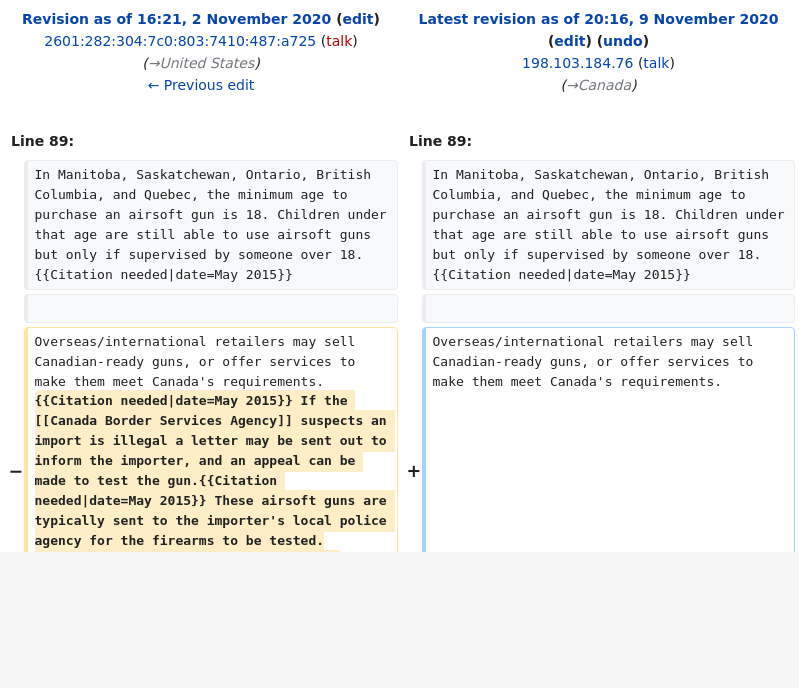 Revision as of 16:21, 2 November 2020 (edit)
2601:282:304:7c0:803:7410:487:a725 (talk)
(→United States)
← Previous edit
Latest revision as of 20:16, 9 November 2020
(edit) (undo)
198.103.184.76 (talk)
(→Canada)
Line 89:
Line 89:
In Manitoba, Saskatchewan, Ontario, British
Columbia, and Quebec, the minimum age to
purchase an airsoft gun is 18. Children under
that age are still able to use airsoft guns
but only if supervised by someone over 18.
{{Citation needed|date=May 2015}}
In Manitoba, Saskatchewan, Ontario, British
Columbia, and Quebec, the minimum age to
purchase an airsoft gun is 18. Children under
that age are still able to use airsoft guns
but only if supervised by someone over 18.
{{Citation needed|date=May 2015}}
−
Overseas/international retailers may sell
Canadian-ready guns, or offer services to
make them meet Canada's requirements.
{{Citation needed|date=May 2015}} If the
[[Canada Border Services Agency]] suspects an
import is illegal a letter may be sent out to
inform the importer, and an appeal can be
made to test the gun.{{Citation
needed|date=May 2015}} These airsoft guns are
typically sent to the importer's local police
agency for the firearms to be tested.
+
Overseas/international retailers may sell
Canadian-ready guns, or offer services to
make them meet Canada's requirements.